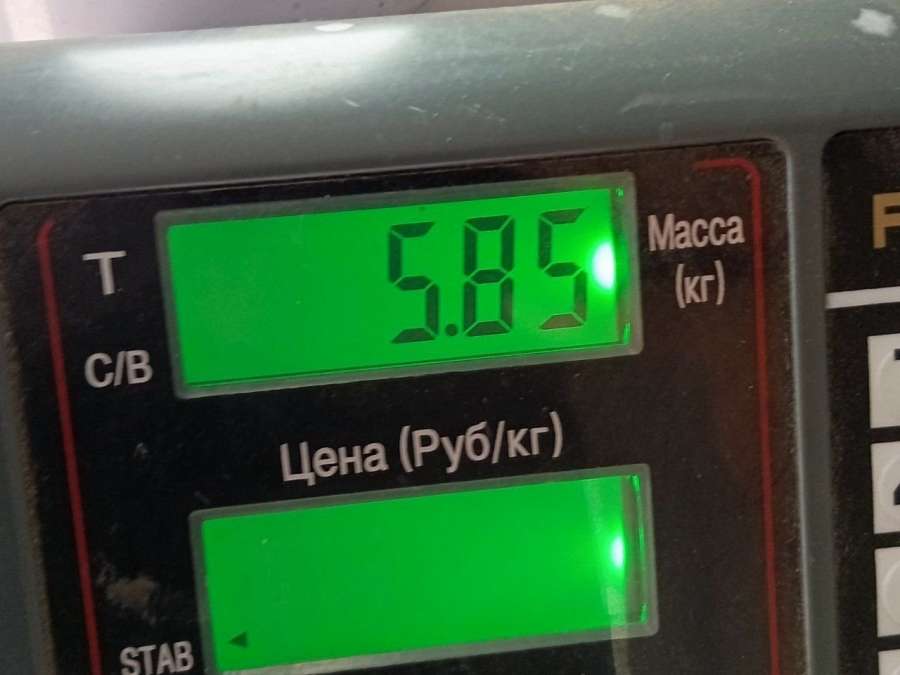 Т
5.85
Масса
(кг)
С/В
Цена (Руб/кг)
STAB